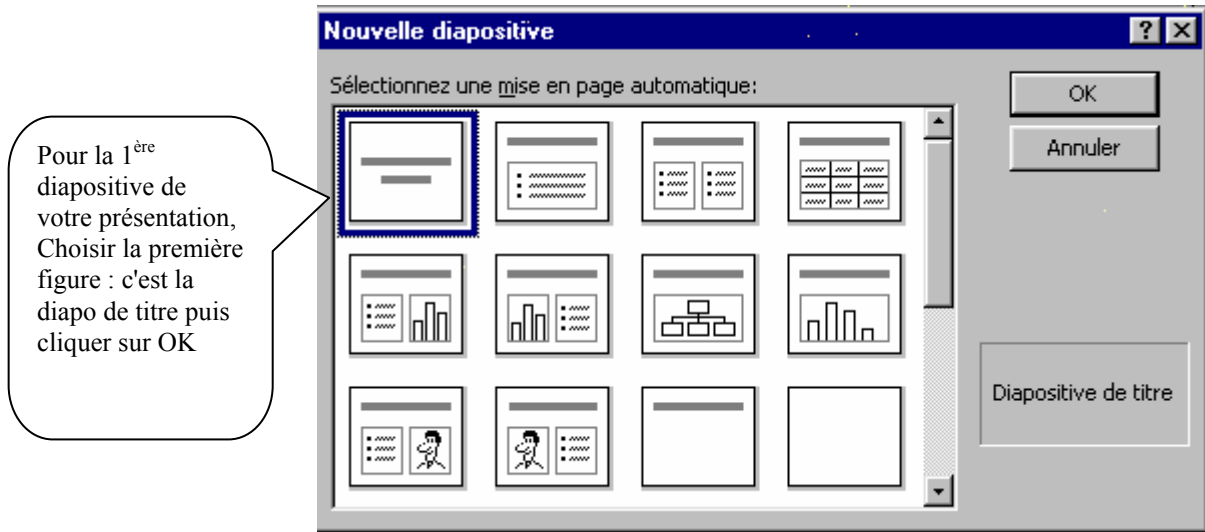 Nouvelle diapositive
Sélectionnez une mise en page automatique:
OK
Annuler
Pour la 1ère
diapositive de
votre présentation,
Choisir la première
figure : c'est la
diapo de titre puis
cliquer sur OK
Diapositive de titre